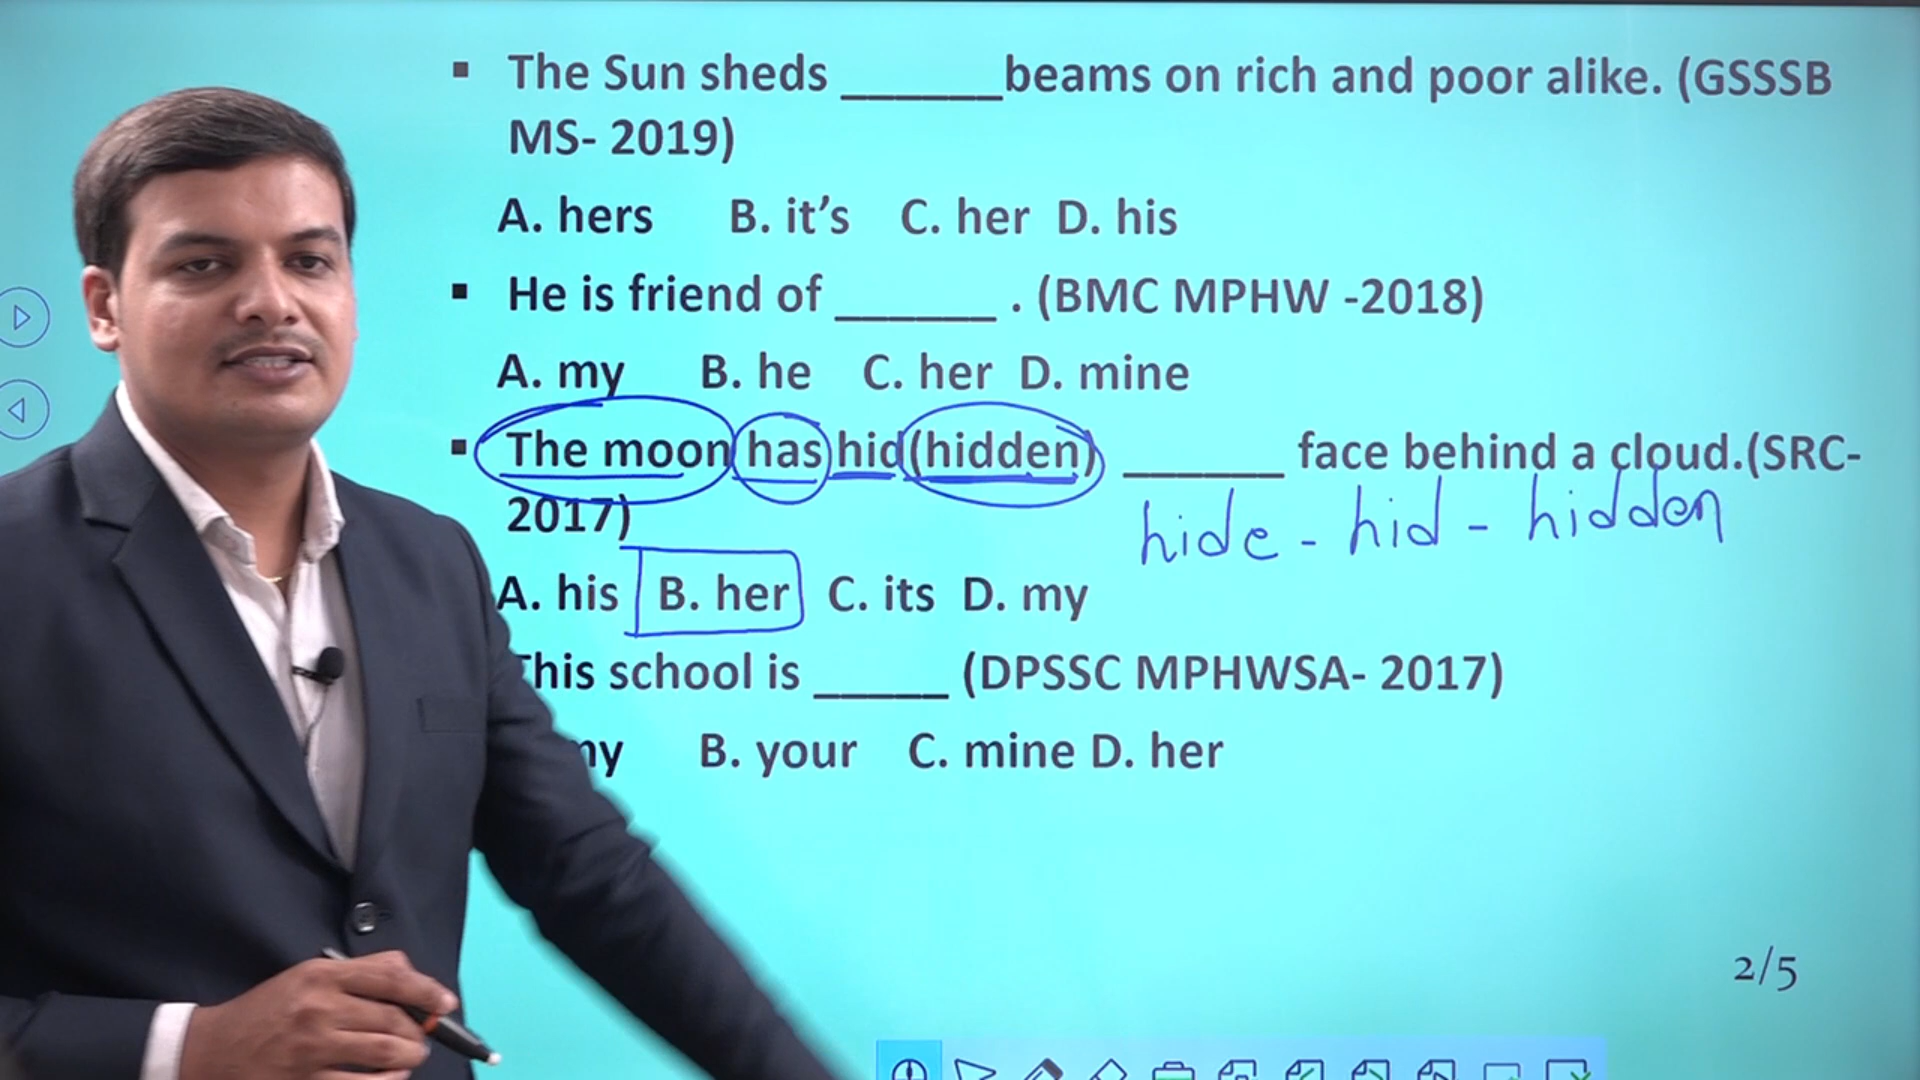 The Sun sheds ______beams on rich and poor alike. (GSSSB
MS- 2019)
A. hers B. it’s C. her D. his
He is friend of ______ . (BMC MPHW -2018)
A. my B. he C. her D. mine
The moon has hid(hidden) ______ face behind a cloud.(SRC-
2017)
hide - hid - hidden
A. his B. her C. its D. my
This school is _____ (DPSSC MPHWSA- 2017)
B. your C. mine D. her
2/5